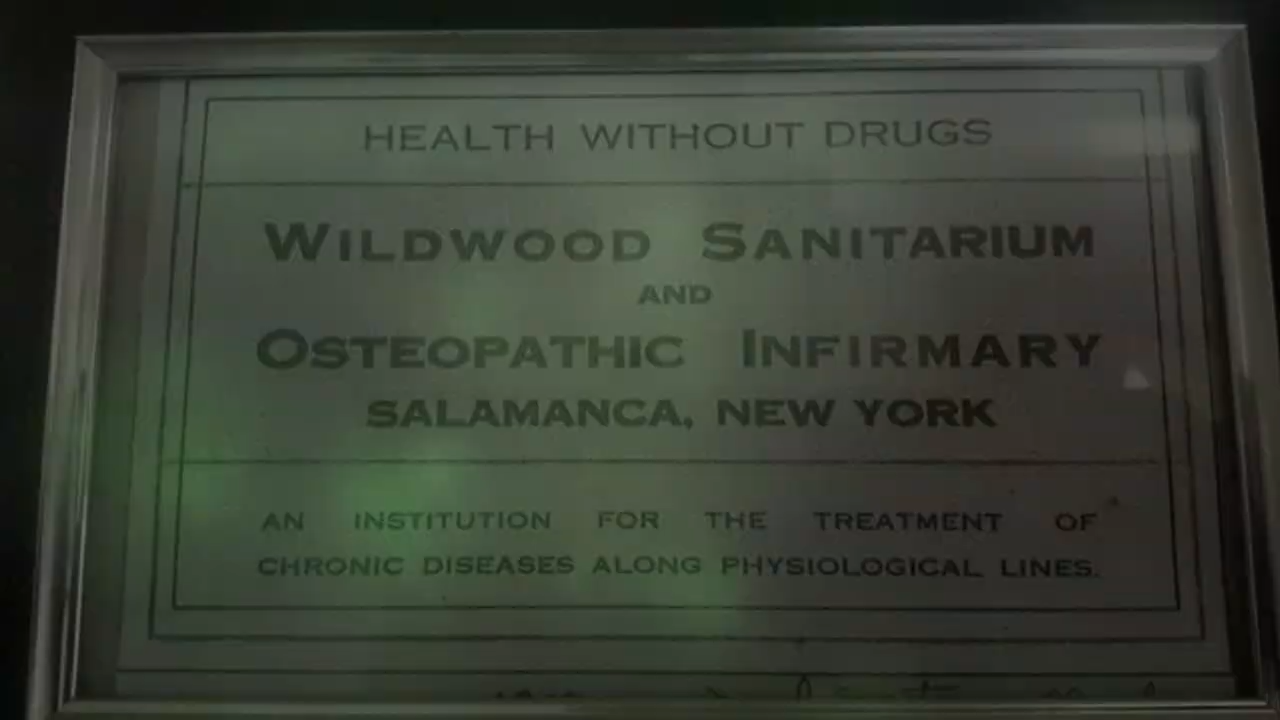 HEALTH WITHOUT DRUGS
WILDWOOD SANITARIUM
AND
OSTEOPATHIC INFIRMARY
SALAMANCA, NEW YORK
AN INSTITUTION FOR THE TREATMENT OF
CHRONIC DISEASES ALONG PHYSIOLOGICAL LINES.